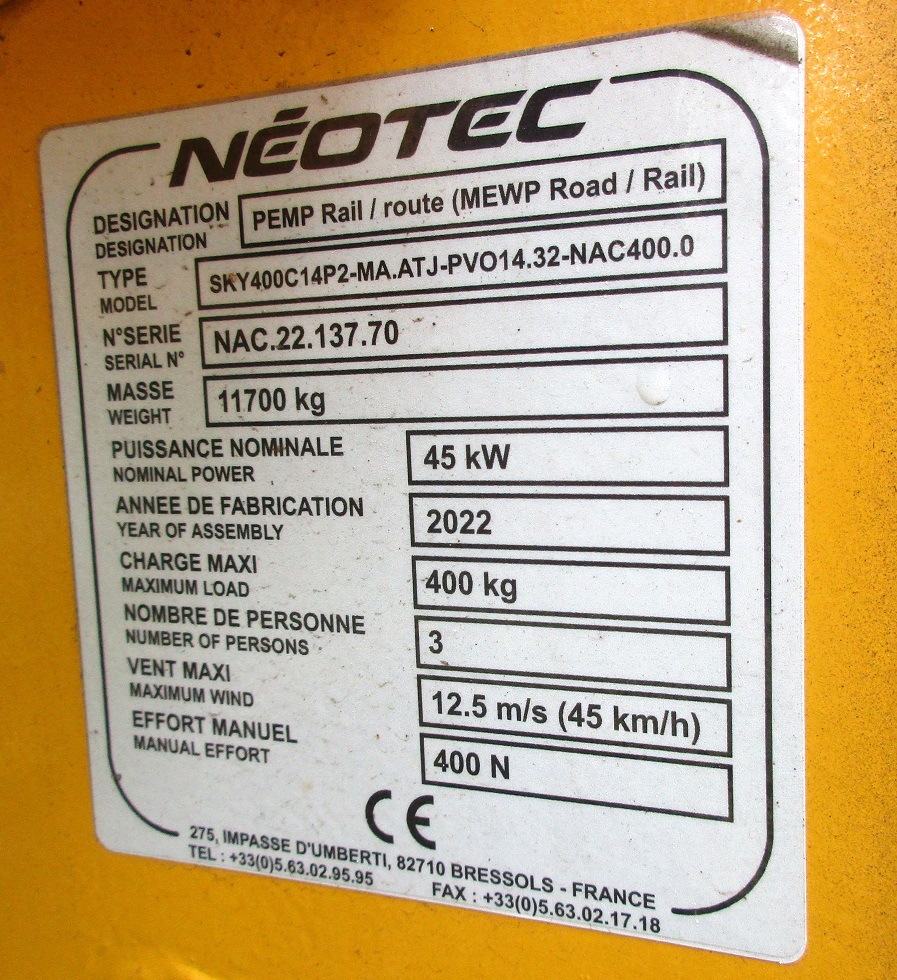 NÉOTEC
DESIGNATION
DESIGNATION
PEMP Rail / route (MEWP Road / Rail)
TYPE
MODEL
SKY400C14P2-MA.ATJ-PVO14.32-NAC400.0
N°SERIE
SERIAL N°
NAC.22.137.70
MASSE
WEIGHT
11700 kg
PUISSANCE NOMINALE
NOMINAL POWER
45 kW
ANNEE DE FABRICATION
YEAR OF ASSEMBLY
2022
CHARGE MAXI
MAXIMUM LOAD
400 kg
NOMBRE DE PERSONNE
NUMBER OF PERSONS
3
VENT MAXI
MAXIMUM WIND
12.5 m/s (45 km/h)
EFFORT MANUEL
MANUAL EFFORT
400 N
CE
275, IMPASSE D'UMBERTI, 82710 BRESSOLS - FRANCE
TEL : +33(0)5.63.02.95.95 FAX : +33(0)5.63.02.17.18